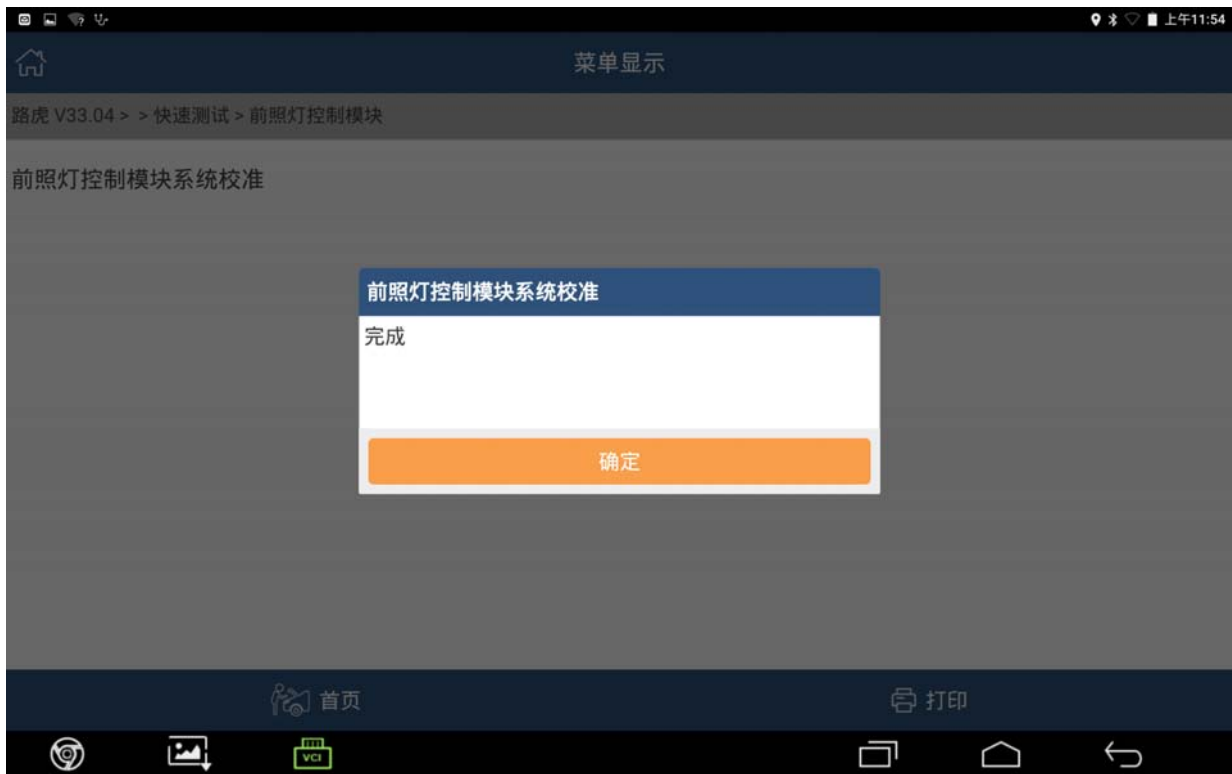 上午11:54
菜单显示
路虎 V33.04 > > 快速测试 > 前照灯控制模块
前照灯控制模块系统校准
前照灯控制模块系统校准
完成
确定
首页
打印
VCI